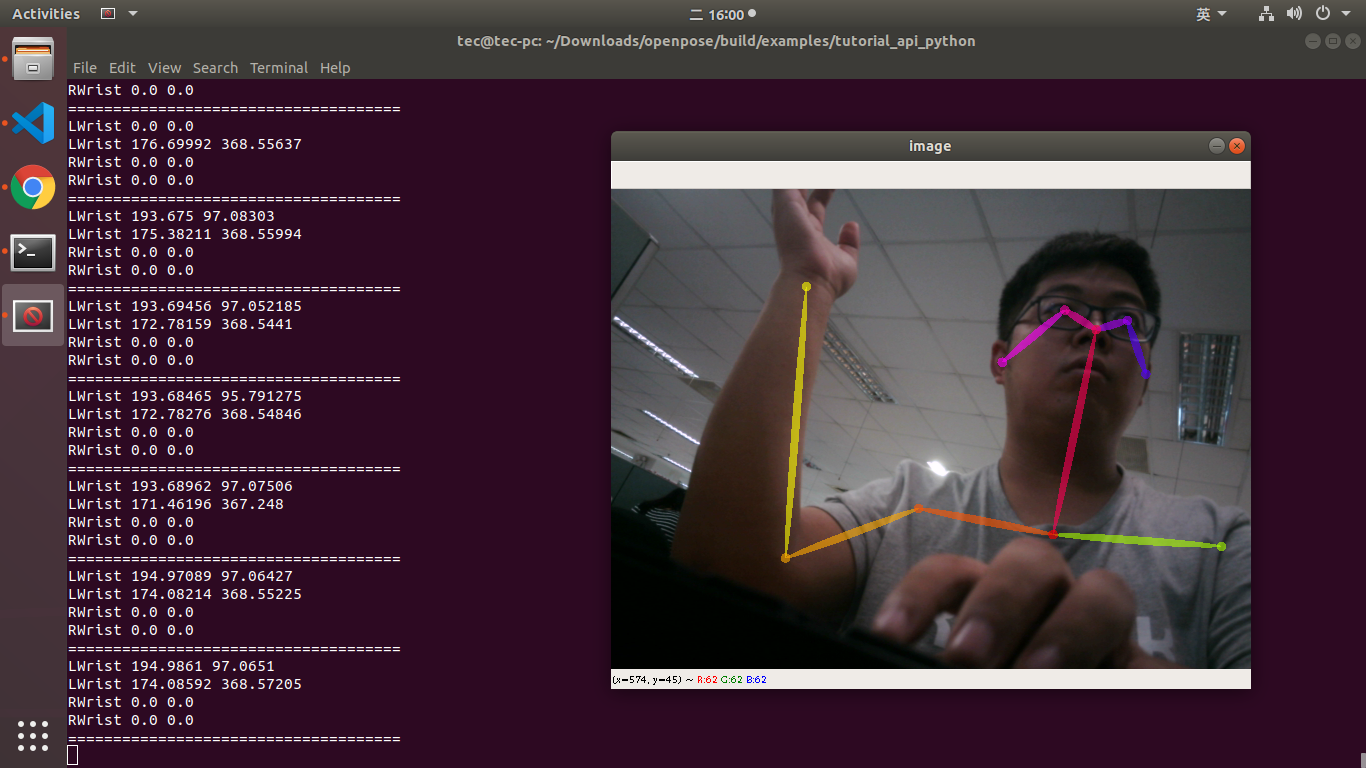 Activities
二 16:00
英
tec@tec-pc: ~/Downloads/openpose/build/examples/tutorial_api_python
File Edit View Search Terminal Help
RWrist 0.0 0.0
=====================================
LWrist 0.0 0.0
LWrist 176.69992 368.55637
RWrist 0.0 0.0
RWrist 0.0 0.0
=====================================
LWrist 193.675 97.08303
LWrist 175.38211 368.55994
RWrist 0.0 0.0
RWrist 0.0 0.0
=====================================
LWrist 193.69456 97.052185
LWrist 172.78159 368.5441
RWrist 0.0 0.0
RWrist 0.0 0.0
=====================================
LWrist 193.68465 95.791275
LWrist 172.78276 368.54846
RWrist 0.0 0.0
RWrist 0.0 0.0
=====================================
LWrist 193.68962 97.07506
LWrist 171.46196 367.248
RWrist 0.0 0.0
RWrist 0.0 0.0
=====================================
LWrist 194.97089 97.06427
LWrist 174.08214 368.55225
RWrist 0.0 0.0
RWrist 0.0 0.0
=====================================
LWrist 194.9861 97.0651
LWrist 174.08592 368.57205
RWrist 0.0 0.0
RWrist 0.0 0.0
=====================================
image
(x=574, y=45) ~ R:62 G:62 B:62